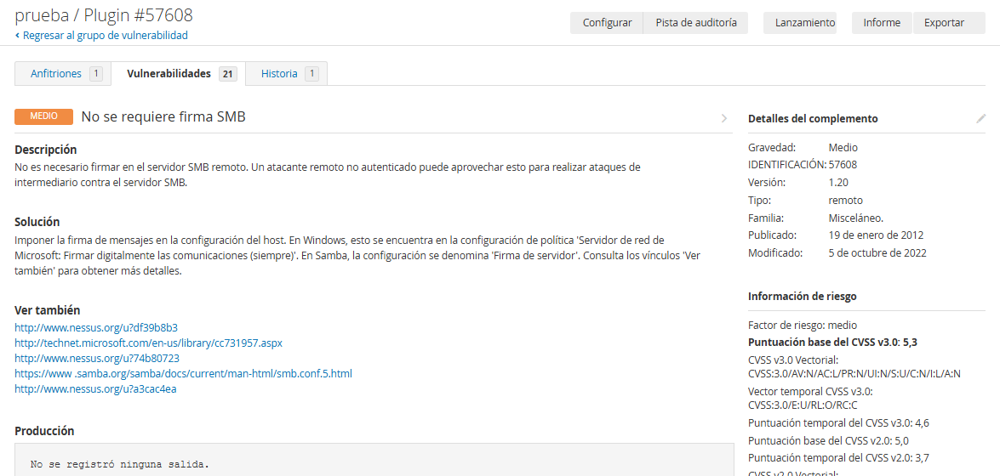 prueba / Plugin #57608
‹ Regresar al grupo de vulnerabilidad
Configurar
Pista de auditoría
Lanzamiento
Informe
Exportar
Anfitriones 1
Vulnerabilidades 21
Historia 1
MEDIO No se requiere firma SMB
Descripción
No es necesario firmar en el servidor SMB remoto. Un atacante remoto no autenticado puede aprovechar esto para realizar ataques de
intermediario contra el servidor SMB.
Solución
Imponer la firma de mensajes en la configuración del host. En Windows, esto se encuentra en la configuración de política 'Servidor de red de
Microsoft: Firmar digitalmente las comunicaciones (siempre)'. En Samba, la configuración se denomina 'Firma de servidor'. Consulta los vínculos 'Ver
también' para obtener más detalles.
Ver también
http://www.nessus.org/u?df39b8b3
http://technet.microsoft.com/en-us/library/cc731957.aspx
http://www.nessus.org/u?74b80723
https://www .samba.org/samba/docs/current/man-html/smb.conf.5.html
http://www.nessus.org/u?a3cac4ea
Producción
No se registró ninguna salida.
Detalles del complemento
Gravedad: Medio
IDENTIFICACIÓN: 57608
Versión: 1.20
Tipo: remoto
Familia: Misceláneo.
Publicado: 19 de enero de 2012
Modificado: 5 de octubre de 2022
Información de riesgo
Factor de riesgo: medio
Puntuación base del CVSS v3.0: 5,3
CVSS v3.0 Vectorial:
CVSS:3.0/AV:N/AC:L/PR:N/UI:N/S:U/C:N/I:L/A:N
Vector temporal CVSS v3.0:
CVSS:3.0/E:U/RL:O/RC:C
Puntuación temporal del CVSS v3.0: 4,6
Puntuación base del CVSS v2.0: 5,0
Puntuación temporal del CVSS v2.0: 3,7
CVSS v2.0 Vectorial: